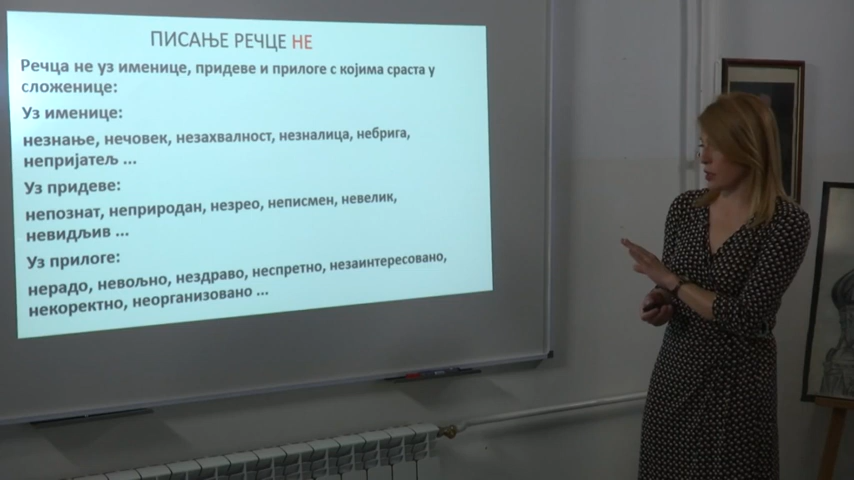 ПИСАЊЕ РЕЧЦЕ НЕ
Речца не уз именице, придеве и прилоге с којима сраста у
сложенице:
Уз именице:
незнање, нечовек, незахвалност, незналица, небрига,
непријатељ ...
Уз придеве:
непознат, неприродан, незрео, неписмен, невелик,
невидљив ...
Уз прилоге:
нерадо, невољно, нездраво, неспретно, незаинтересовано,
некоректно, неорганизовано ...